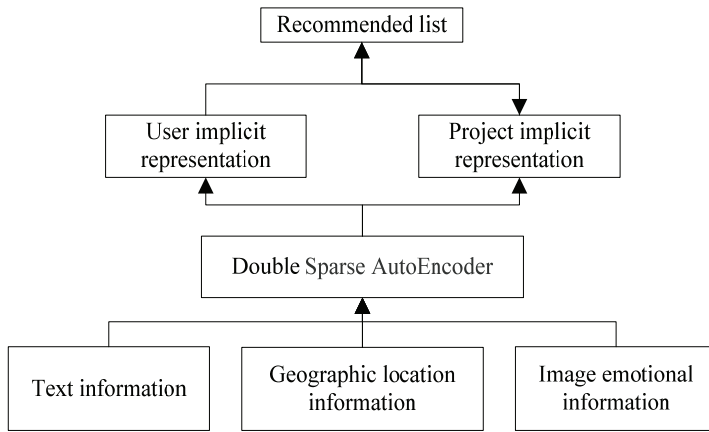 Recommended list
User implicit
representation
Project implicit
representation
Double Sparse AutoEncoder
Text information
Geographic location
information
Image emotional
information